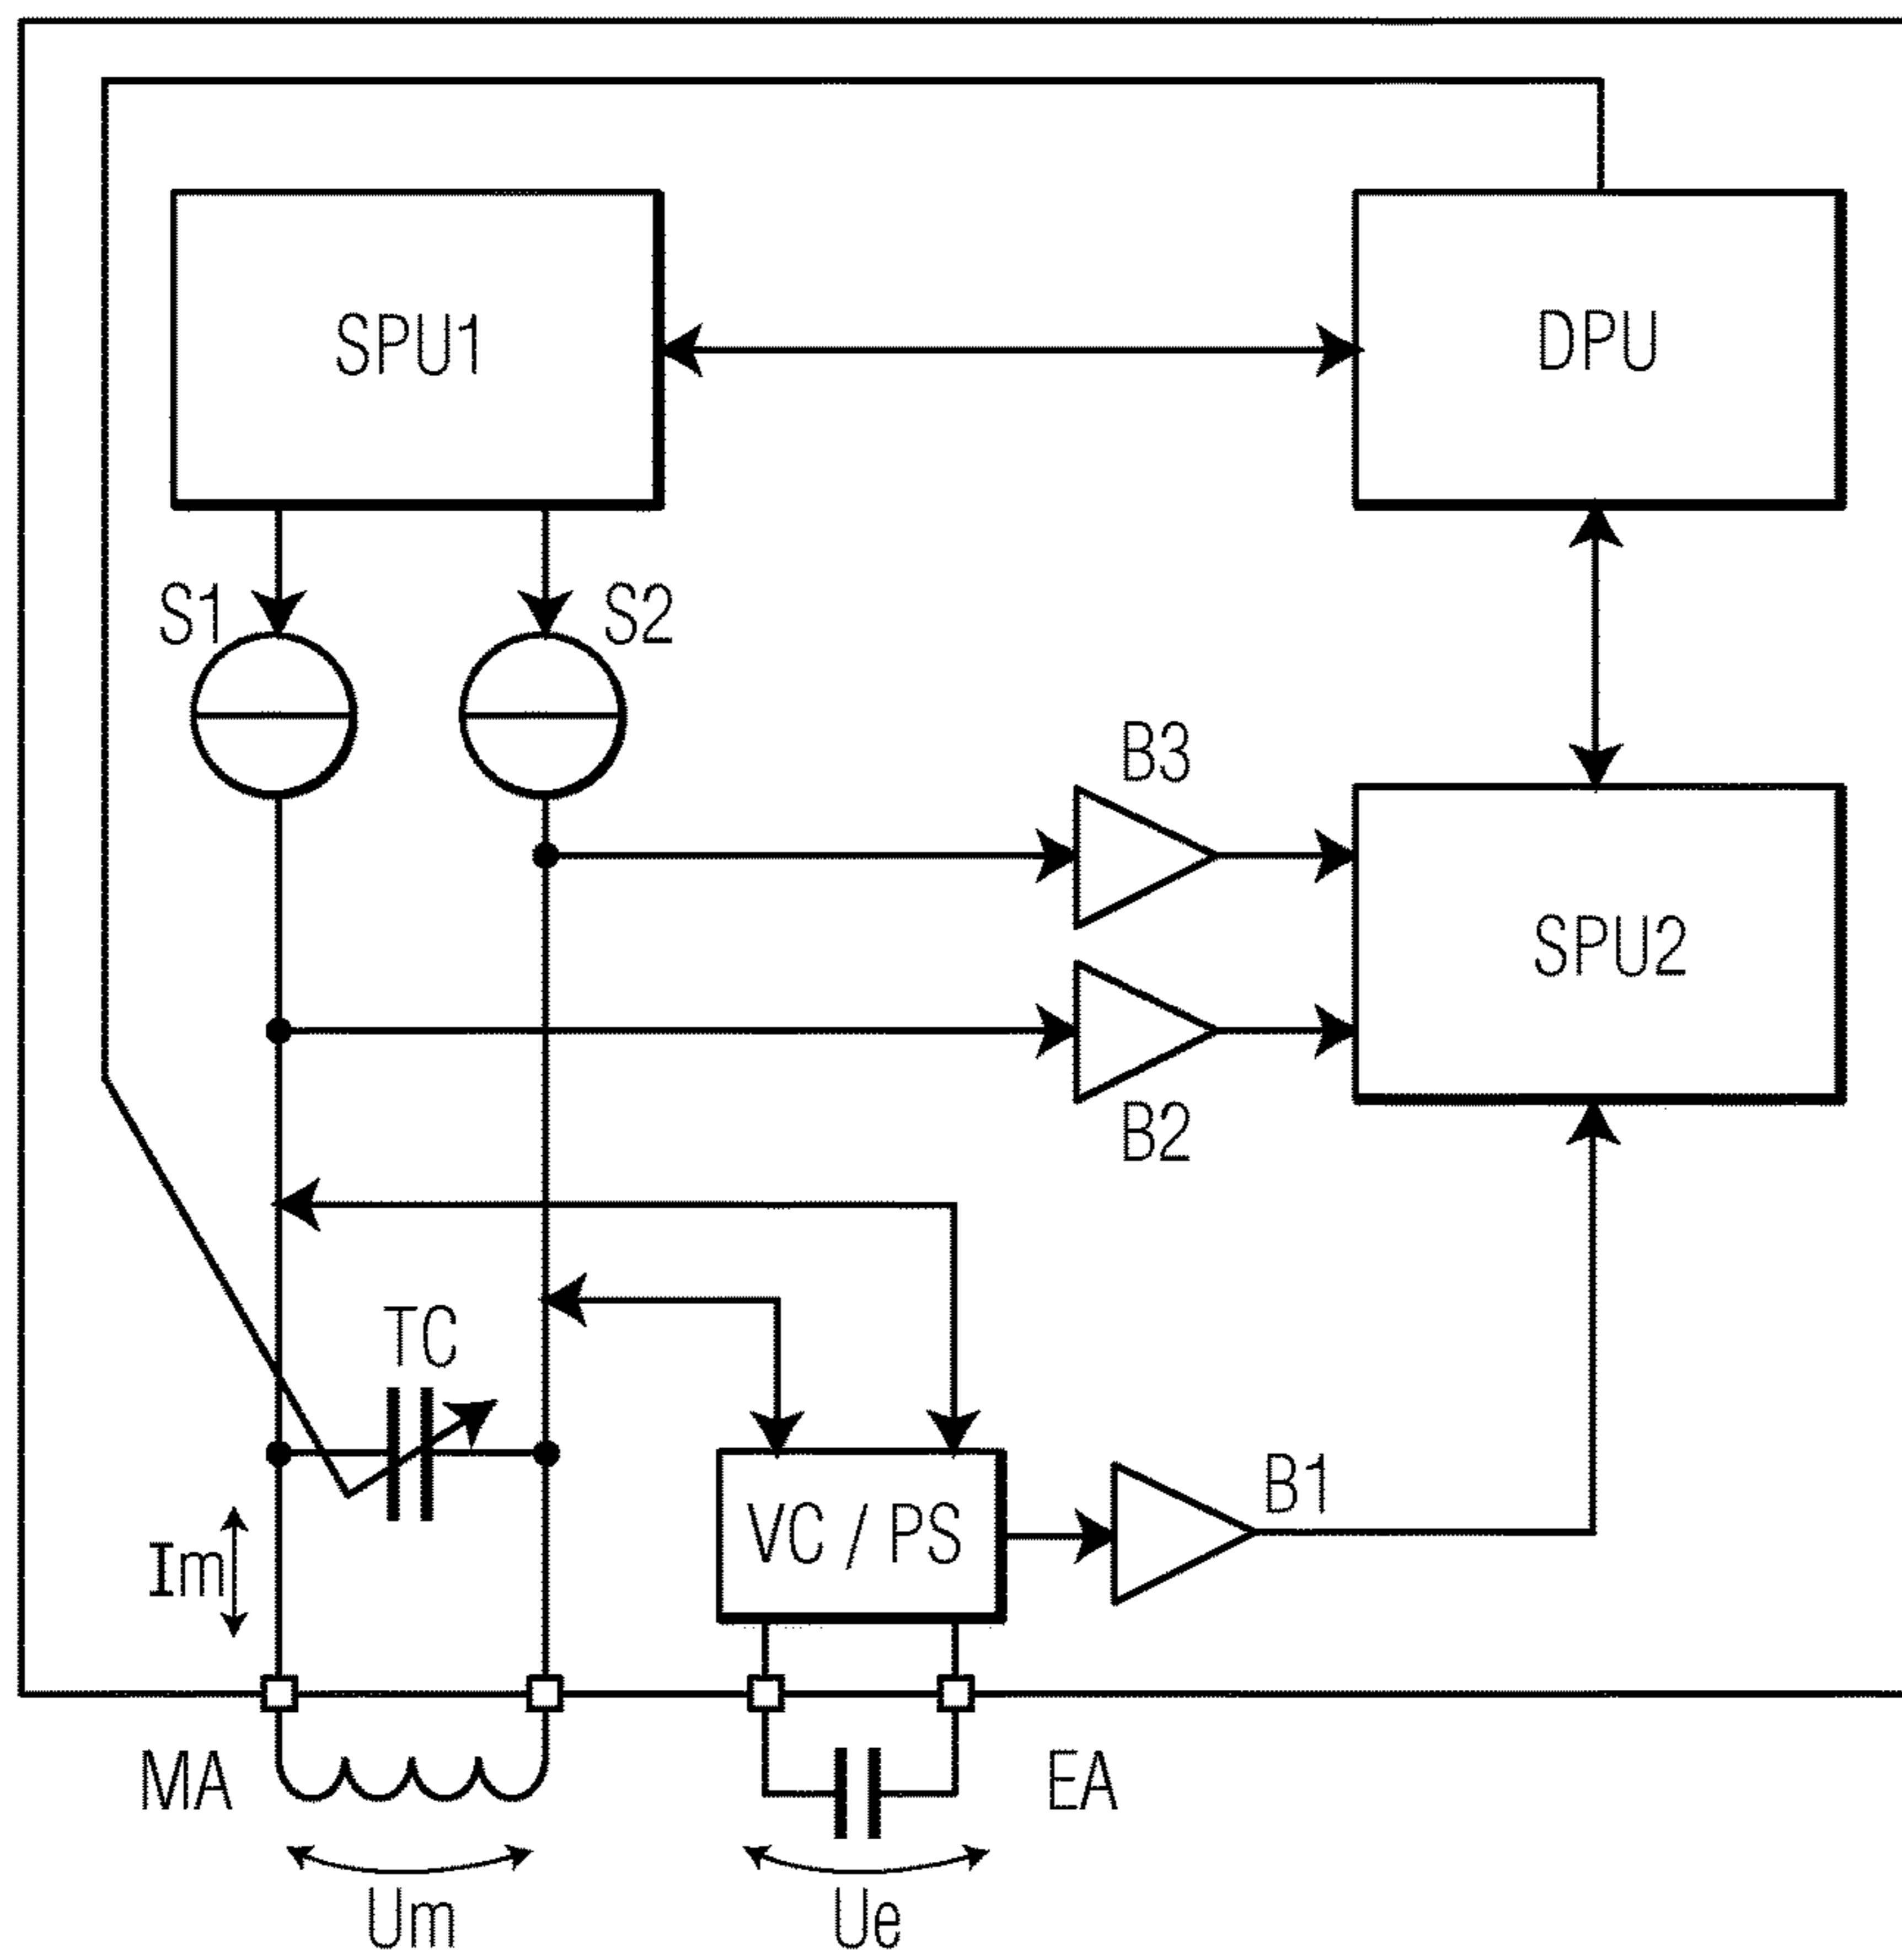 SPU1
DPU
S1
S2
B3
SPU2
B2
TC
VC / PS
B1
Im
MA
EA
Um
Ue